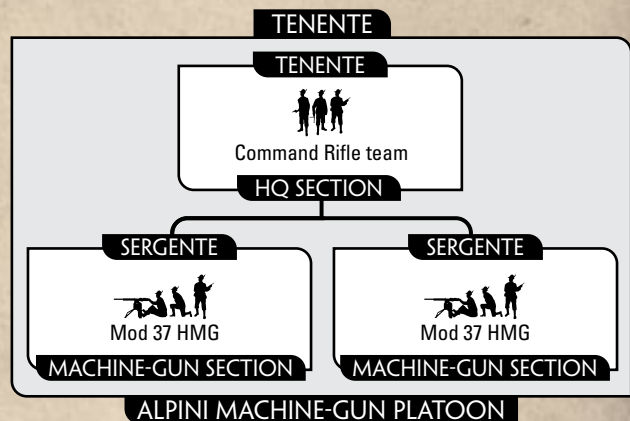 TENENTE
TENENTE
Command Rifle team
HQ SECTION
SERGENTE
SERGENTE
Mod 37 HMG
Mod 37 HMG
MACHINE-GUN SECTION
MACHINE-GUN SECTION
ALPINI MACHINE-GUN PLATOON